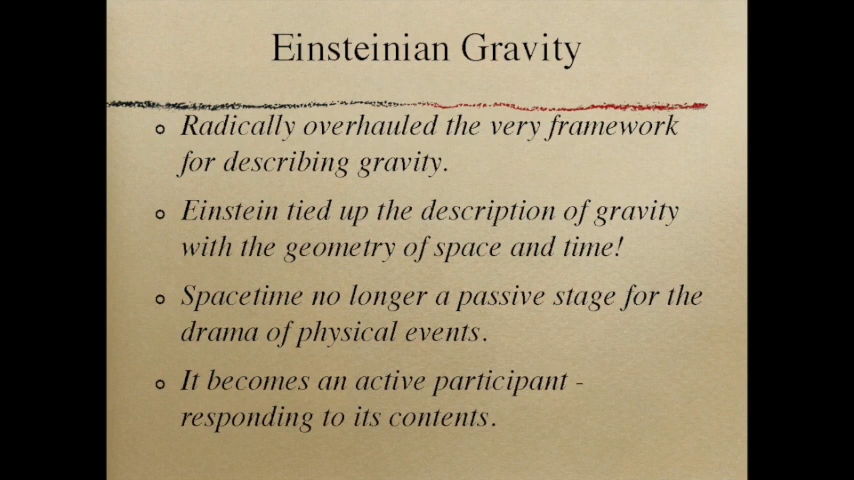 Einsteinian Gravity
Radically overhauled the very framework
for describing gravity.
Einstein tied up the description of gravity
with the geometry of space and time!
Spacetime no longer a passive stage for the
drama of physical events.
It becomes an active participant -
responding to its contents.